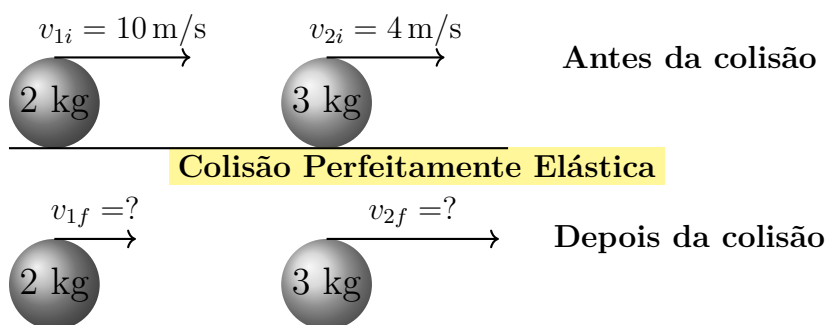 v₁ᵢ = 10 m/s
v₂ᵢ = 4 m/s
Antes da colisão
2 kg
3 kg
Colisão Perfeitamente Elástica
v₁f =?
v₂f =?
Depois da colisão
2 kg
3 kg